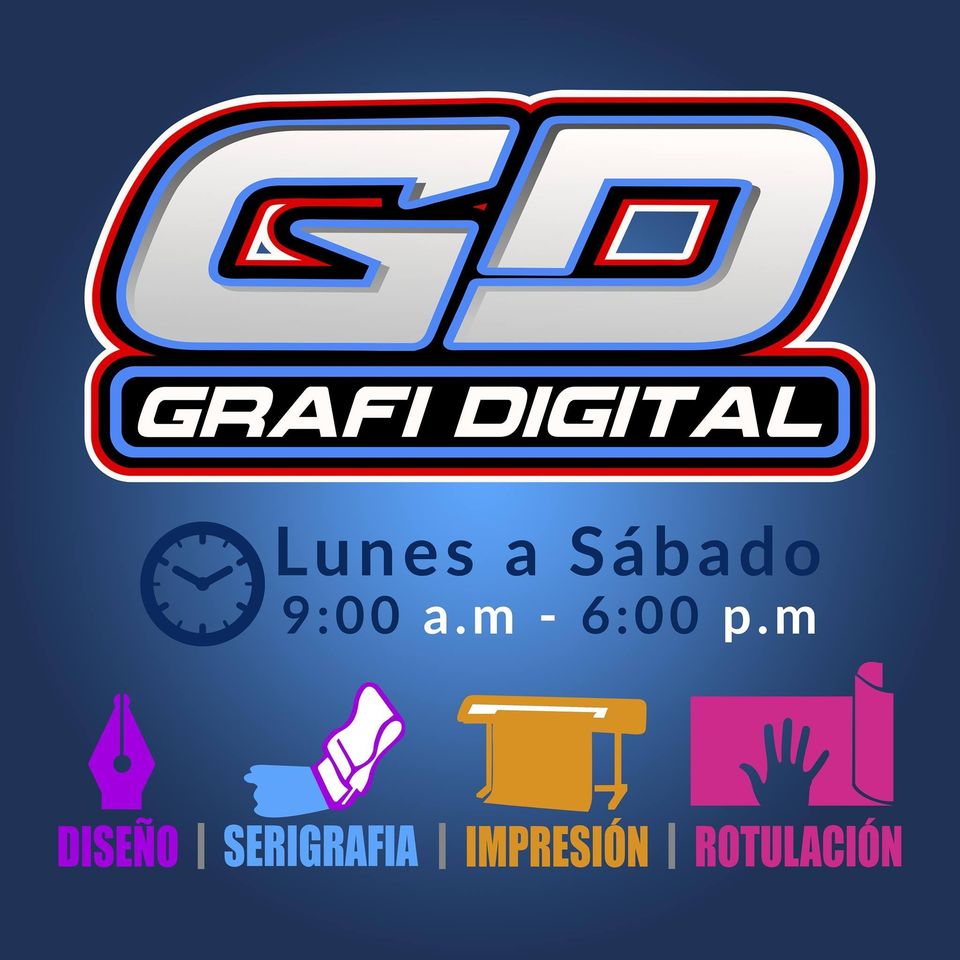 GD
GRAFI DIGITAL
Lunes a Sábado
9:00 a.m - 6:00 p.m
DISEÑO | SERIGRAFIA | IMPRESIÓN | ROTULACIÓN